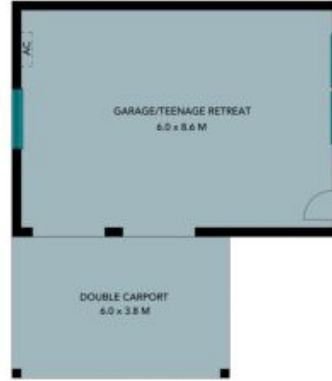 AC
GARAGE/TEENAGE RETREAT
6.0 x 8.6 M
DOUBLE CARPORT
6.0 x 3.8 M